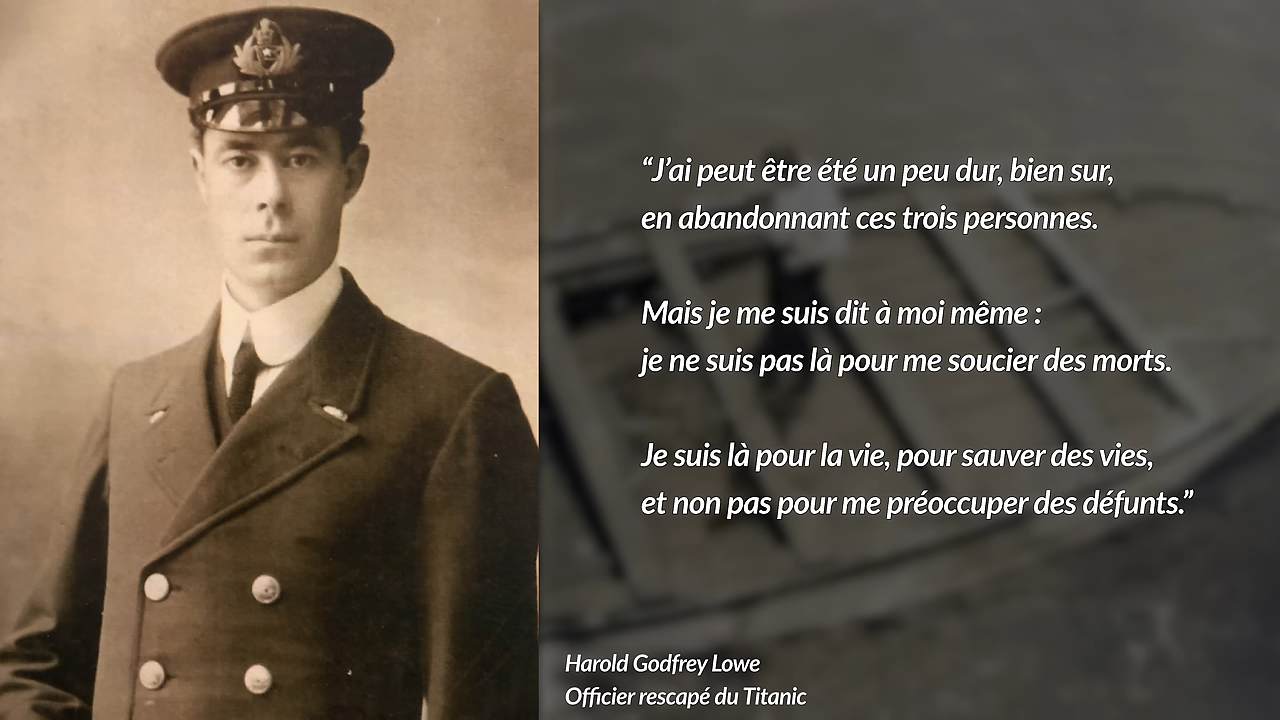 “J’ai peut être été un peu dur, bien sur,
en abandonnant ces trois personnes.
Mais je me suis dit à moi même :
je ne suis pas là pour me soucier des morts.
Je suis là pour la vie, pour sauver des vies,
et non pas pour me préoccuper des défunts.”
Harold Godfrey Lowe
Officier rescapé du Titanic